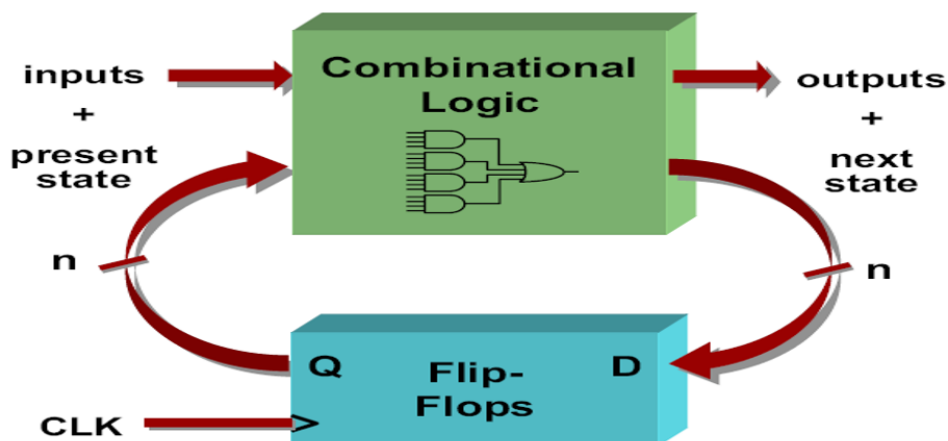 inputs
+
present
state
Combinational
Logic
outputs
+
next
state
n
n
Q
Flip-
Flops
D
CLK